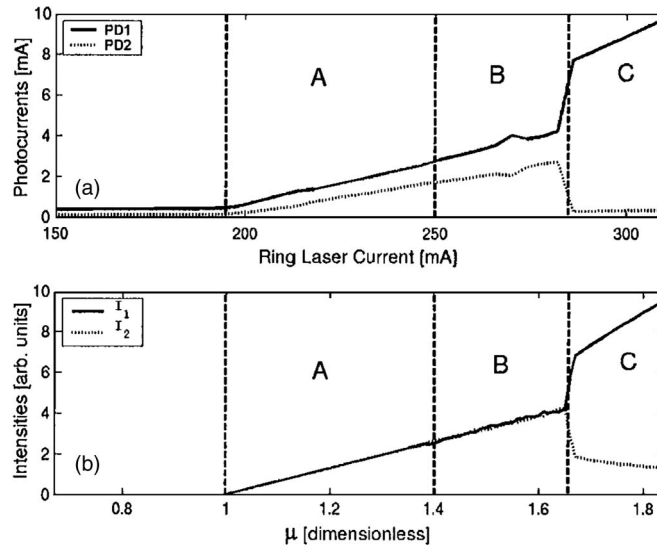 10
8
6
4
2
0
Photocurrents [mA]
PD1
PD2
A
B
C
(a)
150
200
250
300
Ring Laser Current [mA]
10
8
6
4
2
0
Intensities [arb. units]
I1
I2
A
B
C
(b)
0.8
1
1.2
1.4
1.6
1.8
μ [dimensionless]